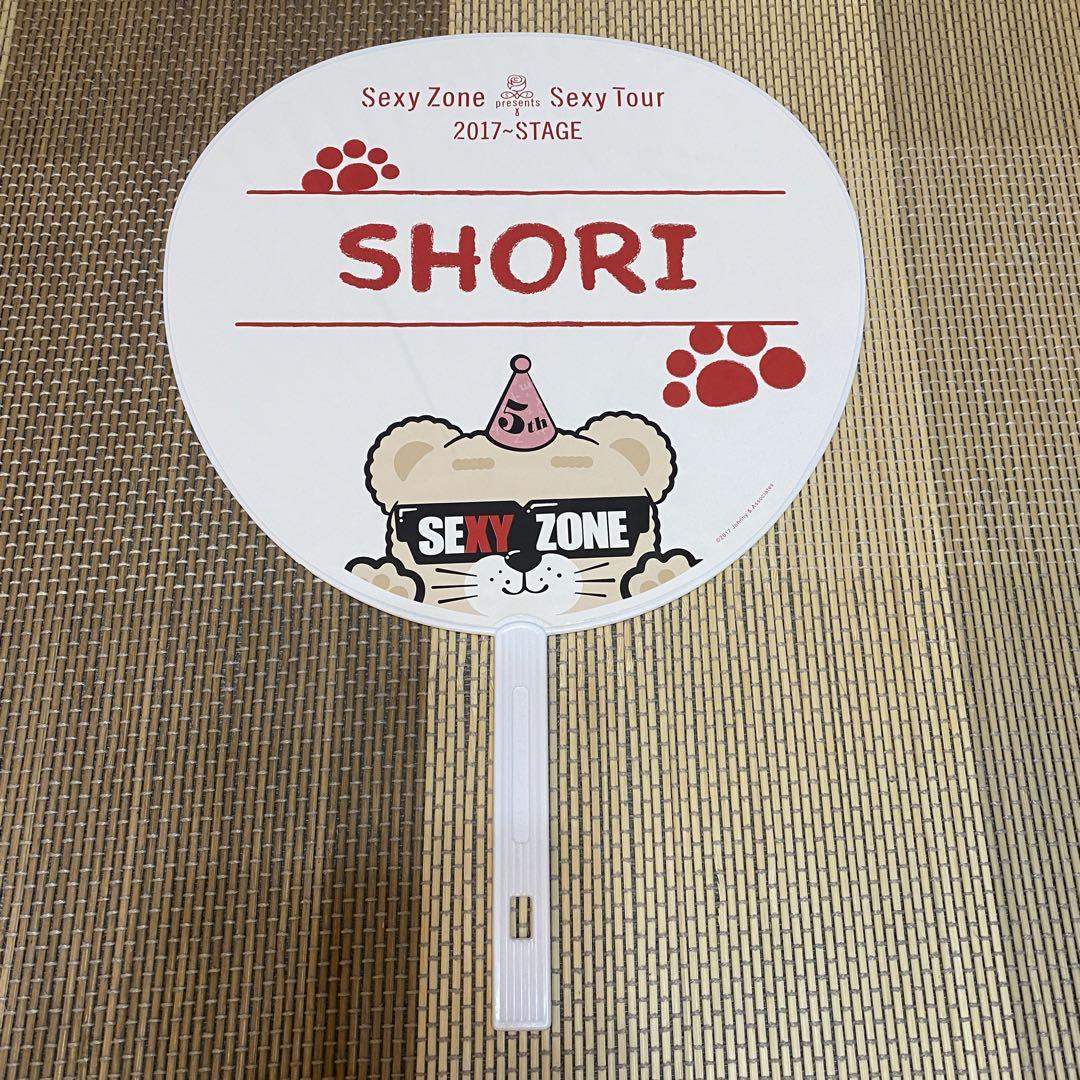 Sexy Zone presents Sexy Tour
2017~STAGE
SHORI
5th
SEXY ZONE
©2017 Johnny & Associates